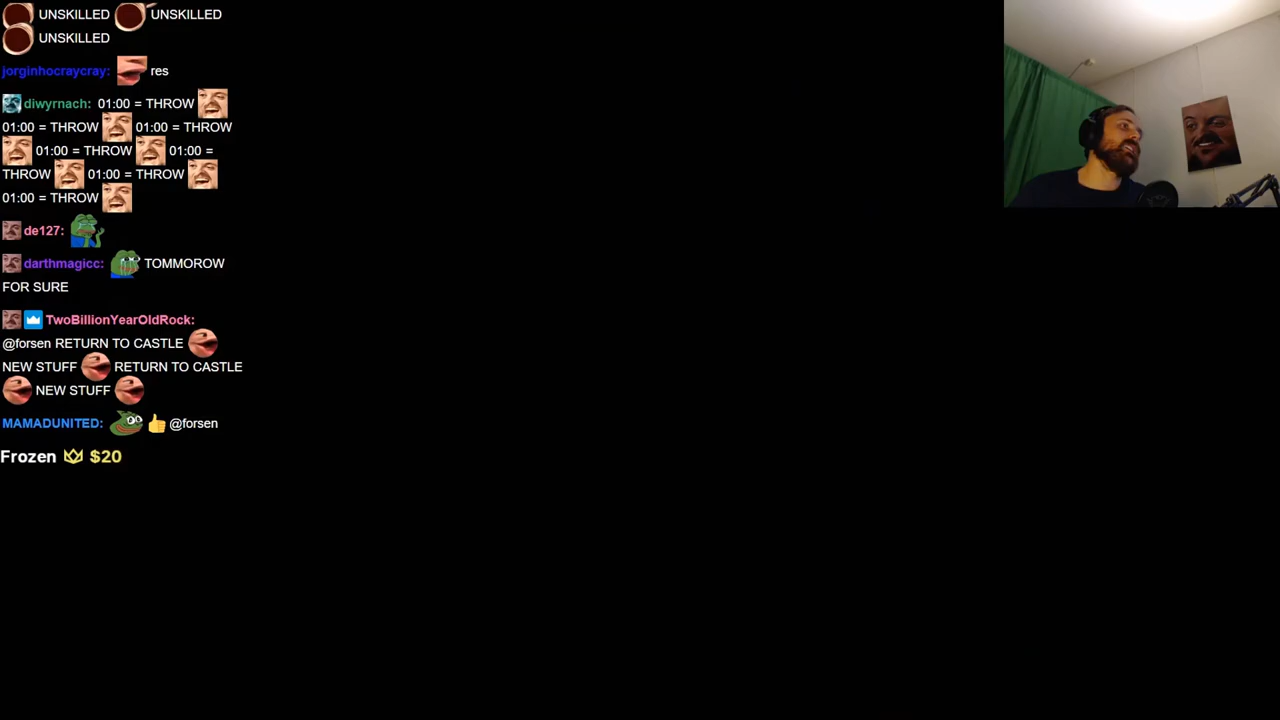 UNSKILLED UNSKILLED
UNSKILLED
jorginhocraycray: res
diwyrnach: 01:00 = THROW
01:00 = THROW 01:00 = THROW
01:00 = THROW 01:00 =
THROW 01:00 = THROW
01:00 = THROW
de127:
darthmagicc: TOMMOROW
FOR SURE
TwoBillionYearOldRock:
@forsen RETURN TO CASTLE
NEW STUFF RETURN TO CASTLE
NEW STUFF
MAMADUNITED: @forsen
Frozen $20